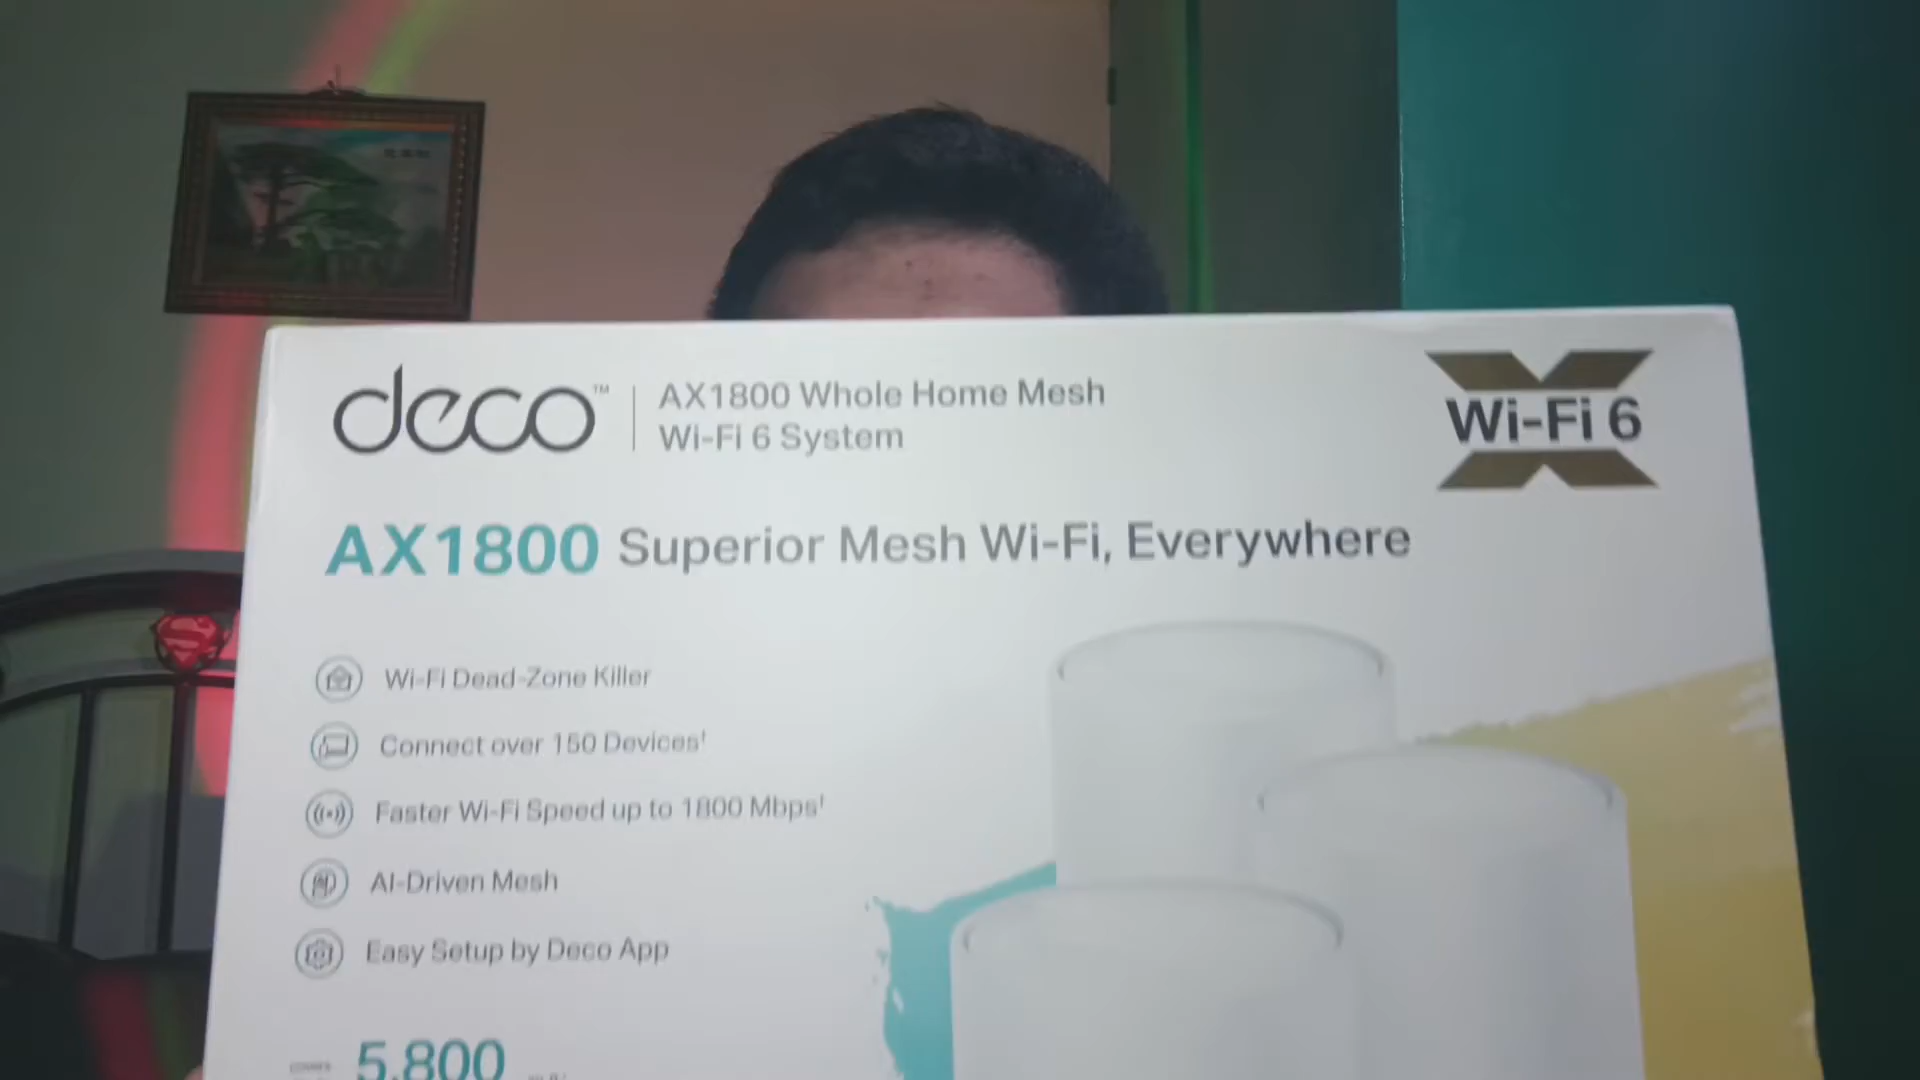 deco™
AX1800 Whole Home Mesh
Wi-Fi 6 System
Wi-Fi 6
AX1800 Superior Mesh Wi-Fi, Everywhere
Wi-Fi Dead-Zone Killer
Connect over 150 Devices†
Faster Wi-Fi Speed up to 1800 Mbps†
AI-Driven Mesh
Easy Setup by Deco App
5,800